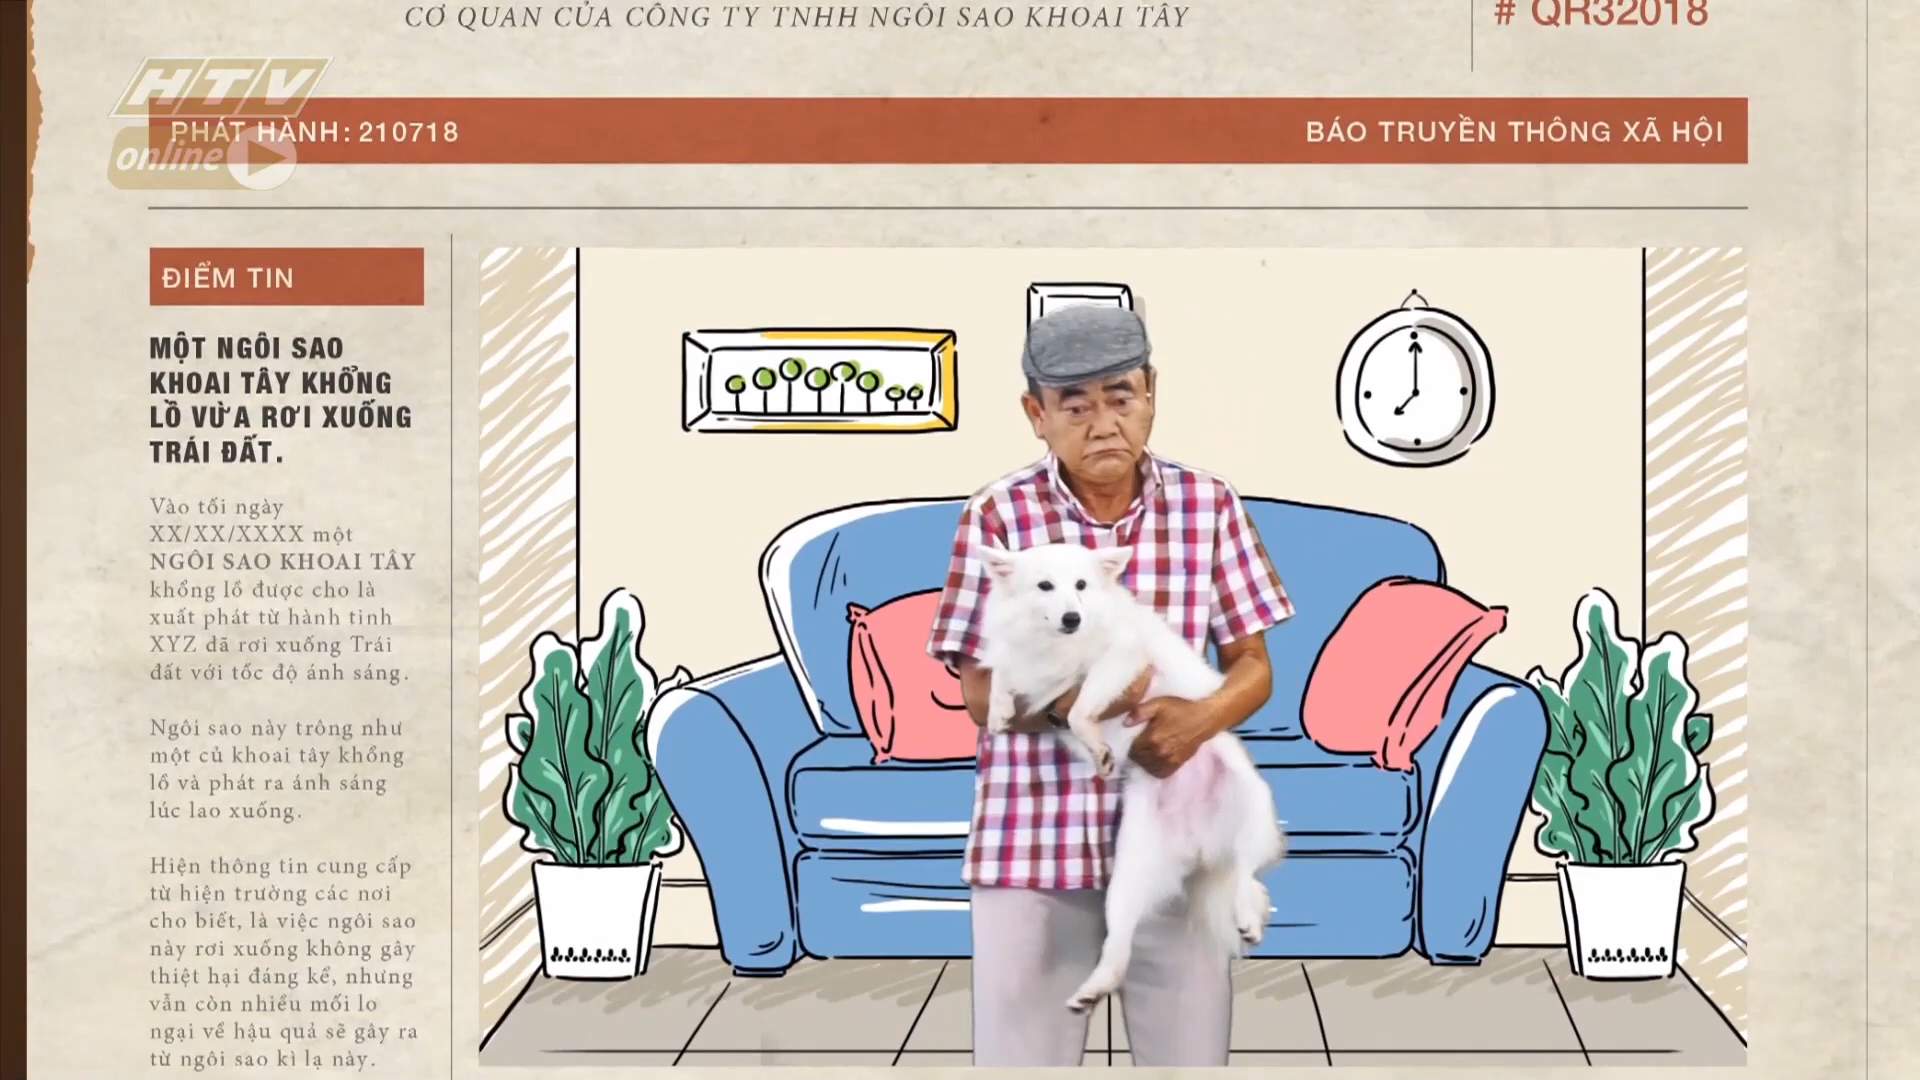 CƠ QUAN CỦA CÔNG TY TNHH NGÔI SAO KHOAI TÂY
# QR32018
HTV
online
PHÁT HÀNH: 210718
BÁO TRUYỀN THÔNG XÃ HỘI
ĐIỂM TIN
MỘT NGÔI SAO
KHOAI TÂY KHỔNG
LỒ VỪA RƠI XUỐNG
TRÁI ĐẤT.
Vào tối ngày
XX/XX/XXXX một
NGÔI SAO KHOAI TÂY
khổng lồ được cho là
xuất phát từ hành tinh
XYZ đã rơi xuống Trái
đất với tốc độ ánh sáng.
Ngôi sao này trông như
một củ khoai tây khổng
lồ và phát ra ánh sáng
lúc lao xuống.
Hiện thông tin cung cấp
từ hiện trường các nơi
cho biết, là việc ngôi sao
này rơi xuống không gây
thiệt hại đáng kể, nhưng
vẫn còn nhiều mối lo
ngại về hậu quả sẽ gây ra
từ ngôi sao kì lạ này.